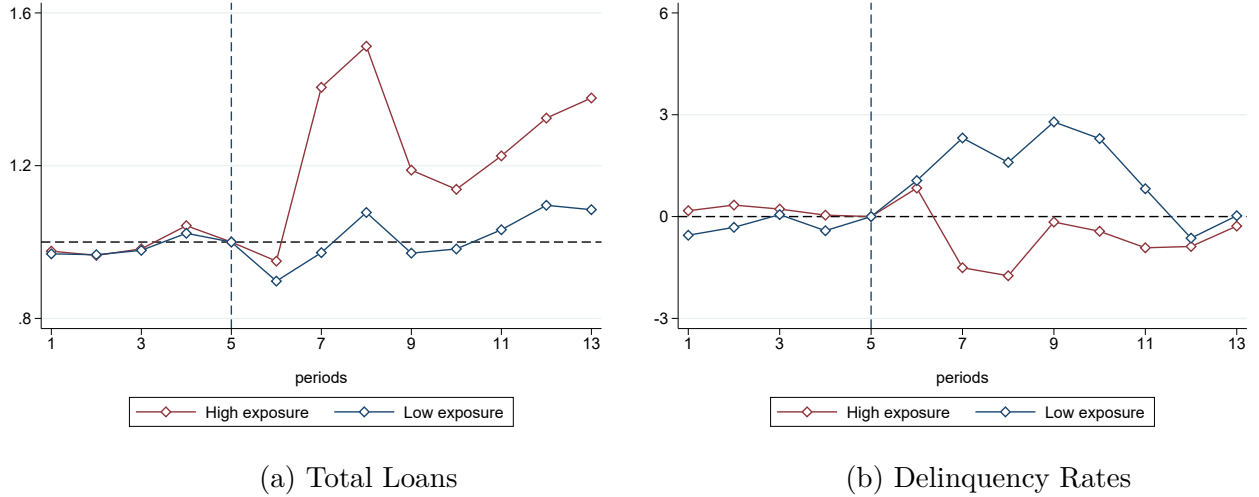 1.6
1.2
.8
1 3 5 7 9 11 13
periods
High exposure Low exposure
(a) Total Loans
6
3
0
-3
1 3 5 7 9 11 13
periods
High exposure Low exposure
(b) Delinquency Rates